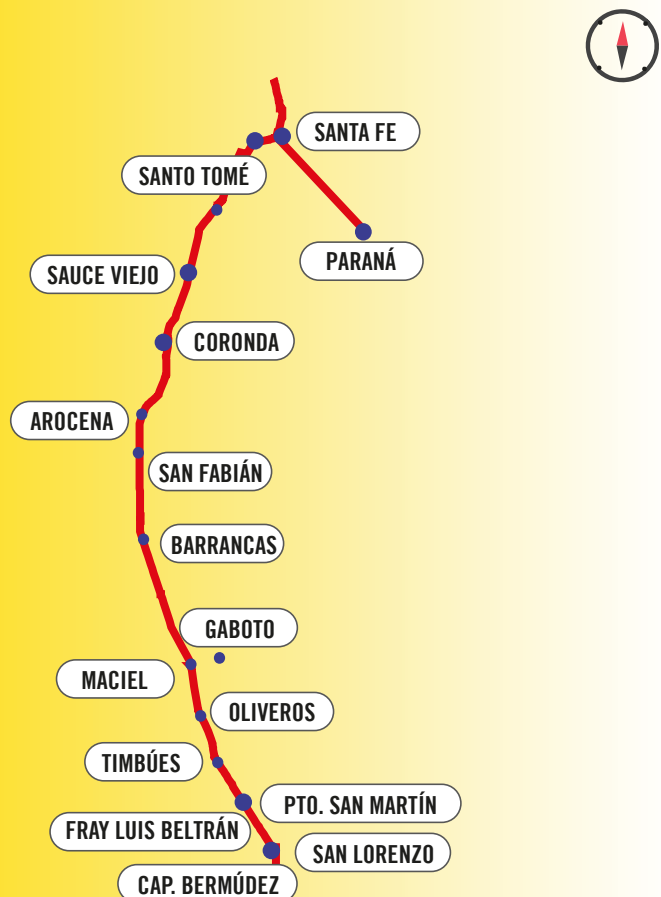 SANTA FE
SANTO TOMÉ
PARANÁ
SAUCE VIEJO
CORONDA
AROCENA
SAN FABIÁN
BARRANCAS
GABOTO
MACIEL
OLIVEROS
TIMBÚES
PTO. SAN MARTÍN
FRAY LUIS BELTRÁN
SAN LORENZO
CAP. BERMÚDEZ